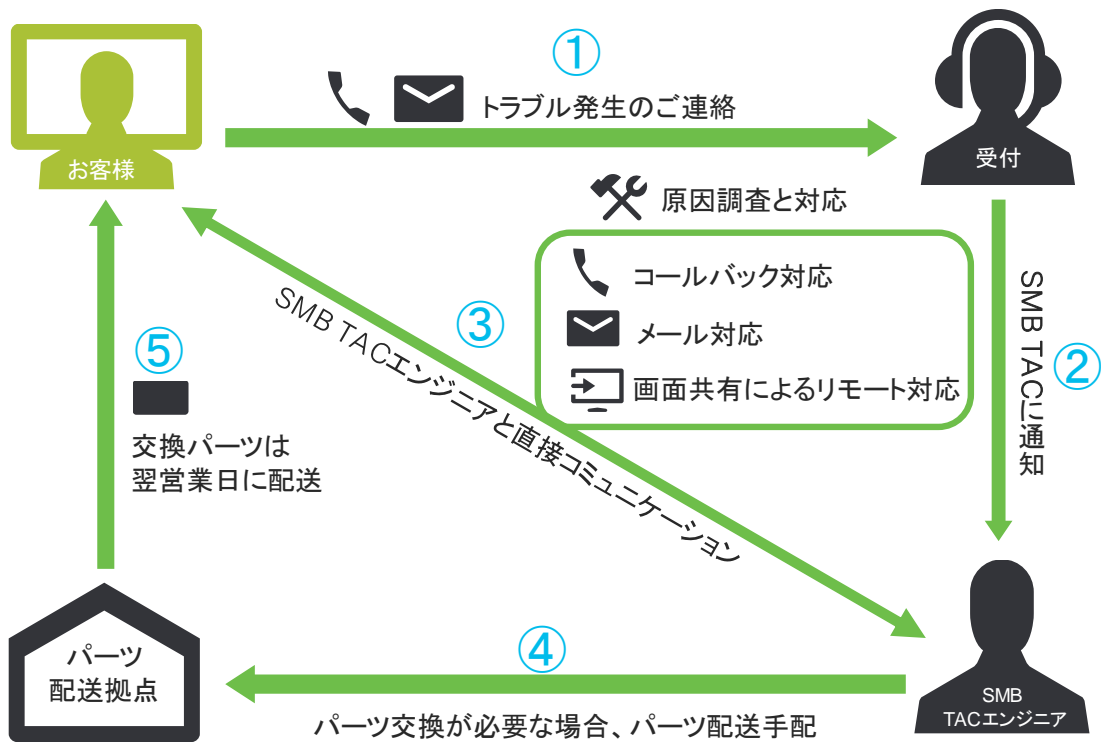 ①
トラブル発生のご連絡
お客様
受付
原因調査と対応
コールバック対応
メール対応
画面共有によるリモート対応
②
SMB TACに通知
③
SMB TACエンジニアと直接コミュニケーション
⑤
交換パーツは
翌営業日に配送
パーツ
配送拠点
④
パーツ交換が必要な場合、パーツ配送手配
SMB
TACエンジニア